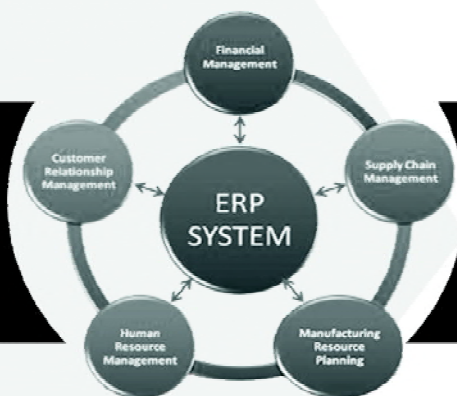 Financial
Management
Customer
Relationship
Management
Supply Chain
Management
ERP
SYSTEM
Human
Resource
Management
Manufacturing
Resource
Planning